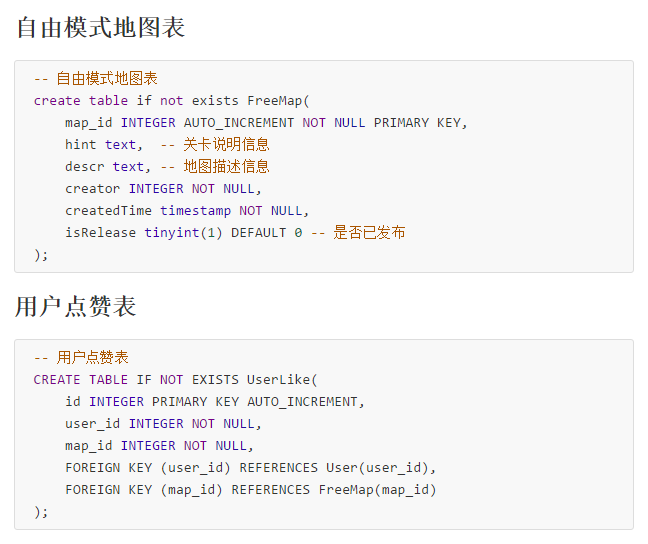 自由模式地图表
-- 自由模式地图表
create table if not exists FreeMap(
map_id INTEGER AUTO_INCREMENT NOT NULL PRIMARY KEY,
hint text,  -- 关卡说明信息
descr text, -- 地图描述信息
creator INTEGER NOT NULL,
createdTime timestamp NOT NULL,
isRelease tinyint(1) DEFAULT 0 -- 是否已发布
);
用户点赞表
-- 用户点赞表
CREATE TABLE IF NOT EXISTS UserLike(
id INTEGER PRIMARY KEY AUTO_INCREMENT,
user_id INTEGER NOT NULL,
map_id INTEGER NOT NULL,
FOREIGN KEY (user_id) REFERENCES User(user_id),
FOREIGN KEY (map_id) REFERENCES FreeMap(map_id)
);